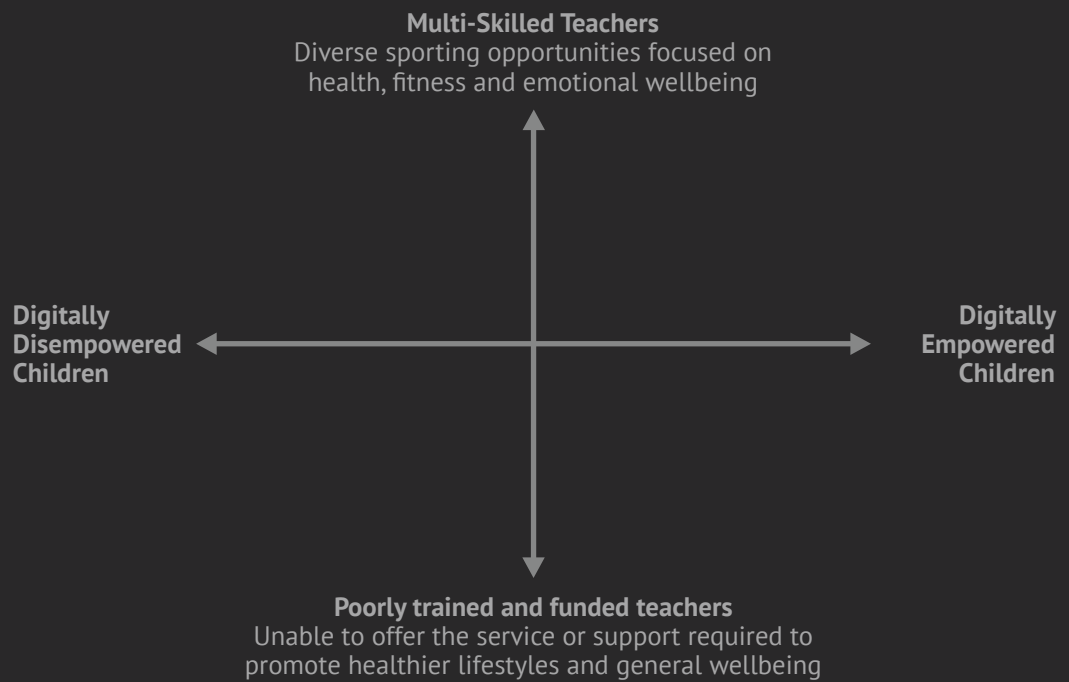 Multi-Skilled Teachers
Diverse sporting opportunities focused on
health, fitness and emotional wellbeing
Digitally
Disempowered
Children
Digitally
Empowered
Children
Poorly trained and funded teachers
Unable to offer the service or support required to
promote healthier lifestyles and general wellbeing